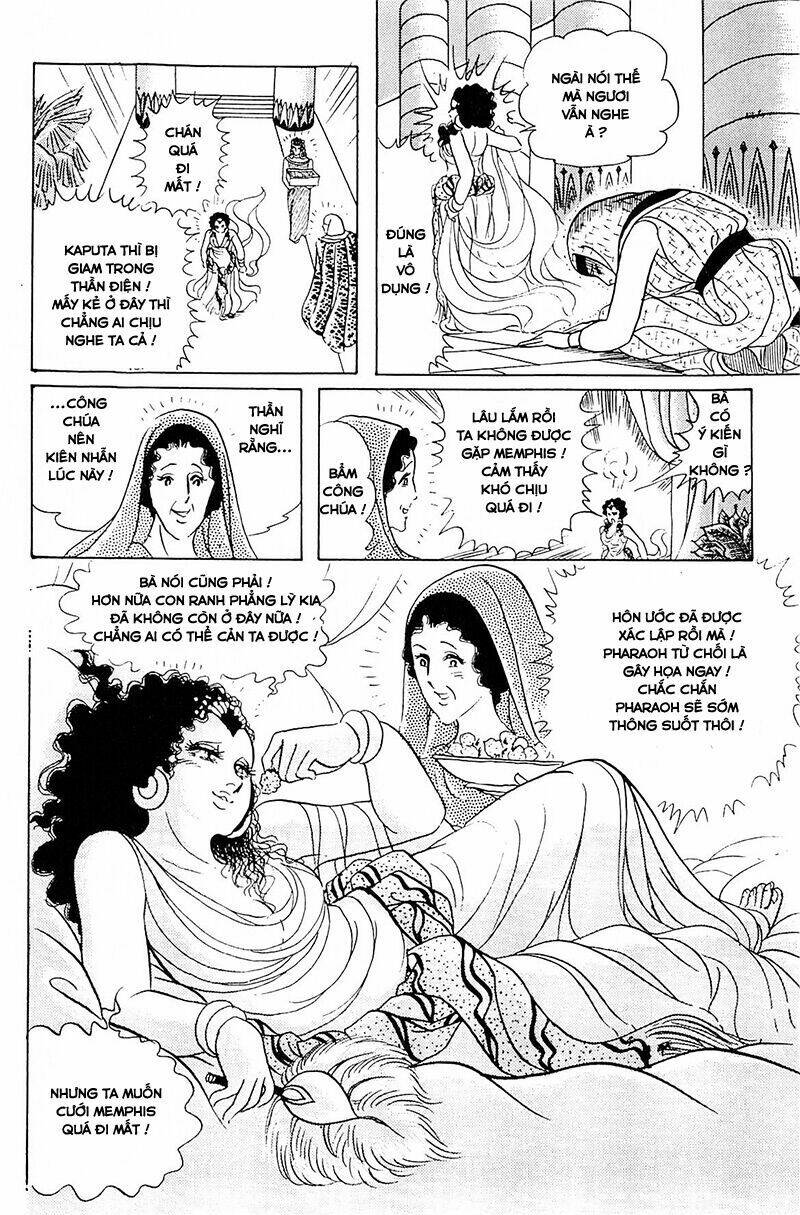 NGÀI NÓI THẾ
MÀ NGƯƠI
VẪN NGHE
À ?
ĐÚNG
LÀ
VÔ
DỤNG !
CHÁN
QUÁ
ĐI
MẤT !
KAPUTA THÌ BỊ
GIAM TRONG
THẦN ĐIỆN !
MẤY KẺ Ở ĐÂY THÌ
CHẲNG AI CHỊU
NGHE TA CẢ !
BÀ
CÓ
Ý KIẾN
GÌ
KHÔNG ?
LÂU LẮM RỒI
TA KHÔNG ĐƯỢC
GẶP MEMPHIS !
CẢM THẤY
KHÓ CHỊU
QUÁ ĐI !
BẨM
CÔNG
CHÚA !
THẦN
NGHĨ
RẰNG...
...CÔNG
CHÚA
NÊN
KIÊN NHẪN
LÚC NÀY !
HÔN ƯỚC ĐÃ ĐƯỢC
XÁC LẬP RỒI MÀ !
PHARAOH TỪ CHỐI LÀ
GÂY HỌA NGAY !
CHẮC CHẮN
PHARAOH SẼ SỚM
THÔNG SUỐT THÔI !
BÀ NÓI CŨNG PHẢI !
HƠN NỮA CON RANH PHẲNG LỲ KIA
ĐÃ KHÔNG CÒN Ở ĐÂY NỮA !
CHẲNG AI CÓ THỂ CẢN TA ĐƯỢC !
NHƯNG TA MUỐN
CƯỚI MEMPHIS
QUÁ ĐI MẤT !